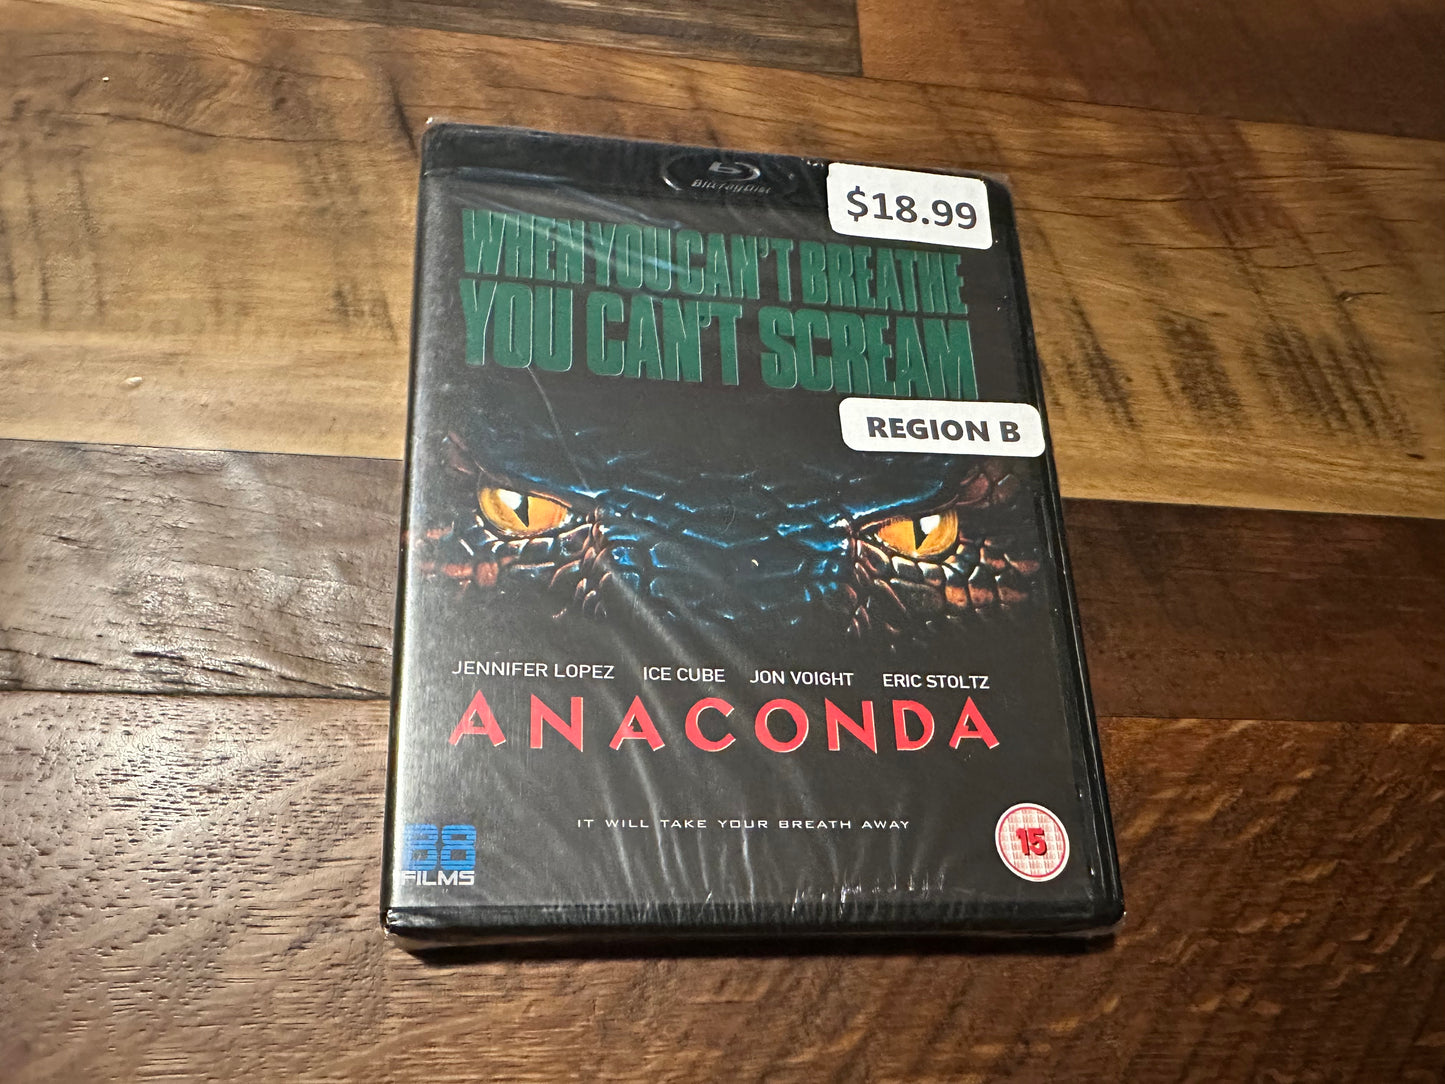 Blu-ray Disc
$18.99
WHEN YOU CAN'T BREATHE
YOU CAN'T SCREAM
REGION B
JENNIFER LOPEZ ICE CUBE JON VOIGHT ERIC STOLTZ
ANACONDA
IT WILL TAKE YOUR BREATH AWAY
88
FILMS
15